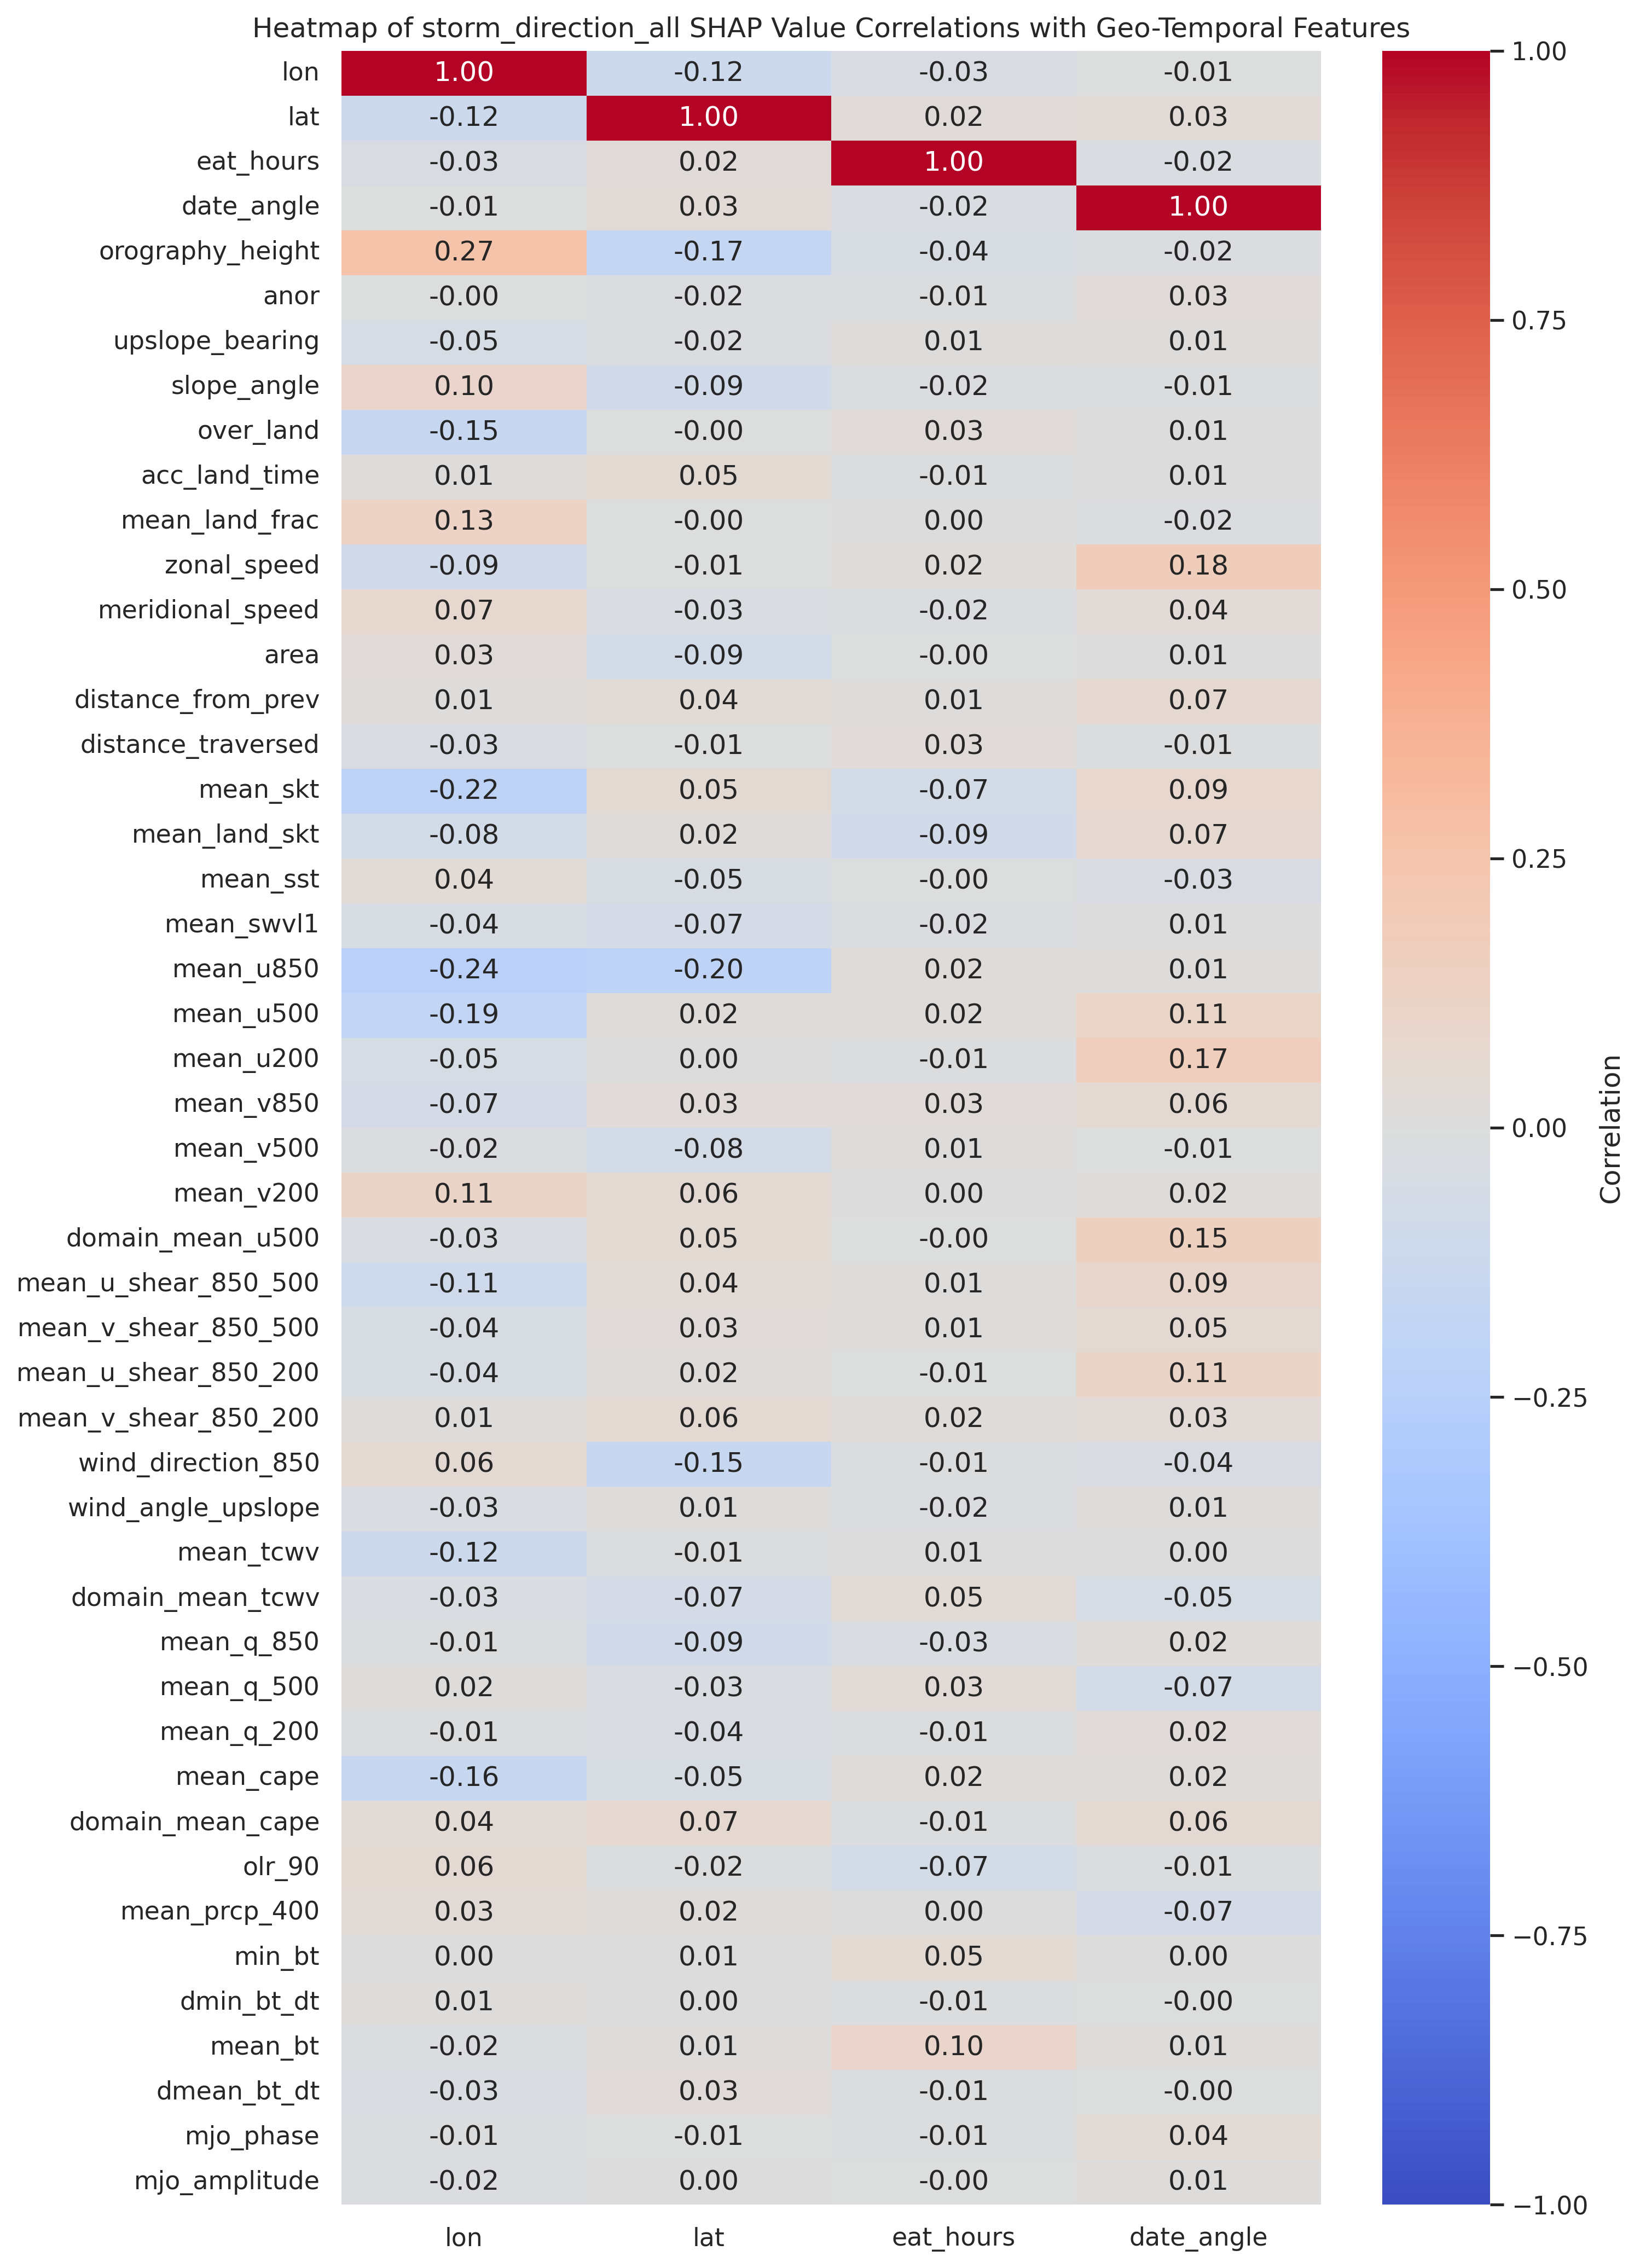 Heatmap of storm_direction_all SHAP Value Correlations with Geo-Temporal Features
lon 1.00 -0.12 -0.03 -0.01
lat -0.12 1.00 0.02 0.03
eat_hours -0.03 0.02 1.00 -0.02
date_angle -0.01 0.03 -0.02 1.00
orography_height 0.27 -0.17 -0.04 -0.02
anor -0.00 -0.02 -0.01 0.03
upslope_bearing -0.05 -0.02 0.01 0.01
slope_angle 0.10 -0.09 -0.02 -0.01
over_land -0.15 -0.00 0.03 0.01
acc_land_time 0.01 0.05 -0.01 0.01
mean_land_frac 0.13 -0.00 0.00 -0.02
zonal_speed -0.09 -0.01 0.02 0.18
meridional_speed 0.07 -0.03 -0.02 0.04
area 0.03 -0.09 -0.00 0.01
distance_from_prev 0.01 0.04 0.01 0.07
distance_traversed -0.03 -0.01 0.03 -0.01
mean_skt -0.22 0.05 -0.07 0.09
mean_land_skt -0.08 0.02 -0.09 0.07
mean_sst 0.04 -0.05 -0.00 -0.03
mean_swvl1 -0.04 -0.07 -0.02 0.01
mean_u850 -0.24 -0.20 0.02 0.01
mean_u500 -0.19 0.02 0.02 0.11
mean_u200 -0.05 0.00 -0.01 0.17
mean_v850 -0.07 0.03 0.03 0.06
mean_v500 -0.02 -0.08 0.01 -0.01
mean_v200 0.11 0.06 0.00 0.02
domain_mean_u500 -0.03 0.05 -0.00 0.15
mean_u_shear_850_500 -0.11 0.04 0.01 0.09
mean_v_shear_850_500 -0.04 0.03 0.01 0.05
mean_u_shear_850_200 -0.04 0.02 -0.01 0.11
mean_v_shear_850_200 0.01 0.06 0.02 0.03
wind_direction_850 0.06 -0.15 -0.01 -0.04
wind_angle_upslope -0.03 0.01 -0.02 0.01
mean_tcwv -0.12 -0.01 0.01 0.00
domain_mean_tcwv -0.03 -0.07 0.05 -0.05
mean_q_850 -0.01 -0.09 -0.03 0.02
mean_q_500 0.02 -0.03 0.03 -0.07
mean_q_200 -0.01 -0.04 -0.01 0.02
mean_cape -0.16 -0.05 0.02 0.02
domain_mean_cape 0.04 0.07 -0.01 0.06
olr_90 0.06 -0.02 -0.07 -0.01
mean_prcp_400 0.03 0.02 0.00 -0.07
min_bt 0.00 0.01 0.05 0.00
dmin_bt_dt 0.01 0.00 -0.01 -0.00
mean_bt -0.02 0.01 0.10 0.01
dmean_bt_dt -0.03 0.03 -0.01 -0.00
mjo_phase -0.01 -0.01 -0.01 0.04
mjo_amplitude -0.02 0.00 -0.00 0.01
lon lat eat_hours date_angle
1.00
0.75
0.50
0.25
0.00
−0.25
−0.50
−0.75
−1.00
Correlation